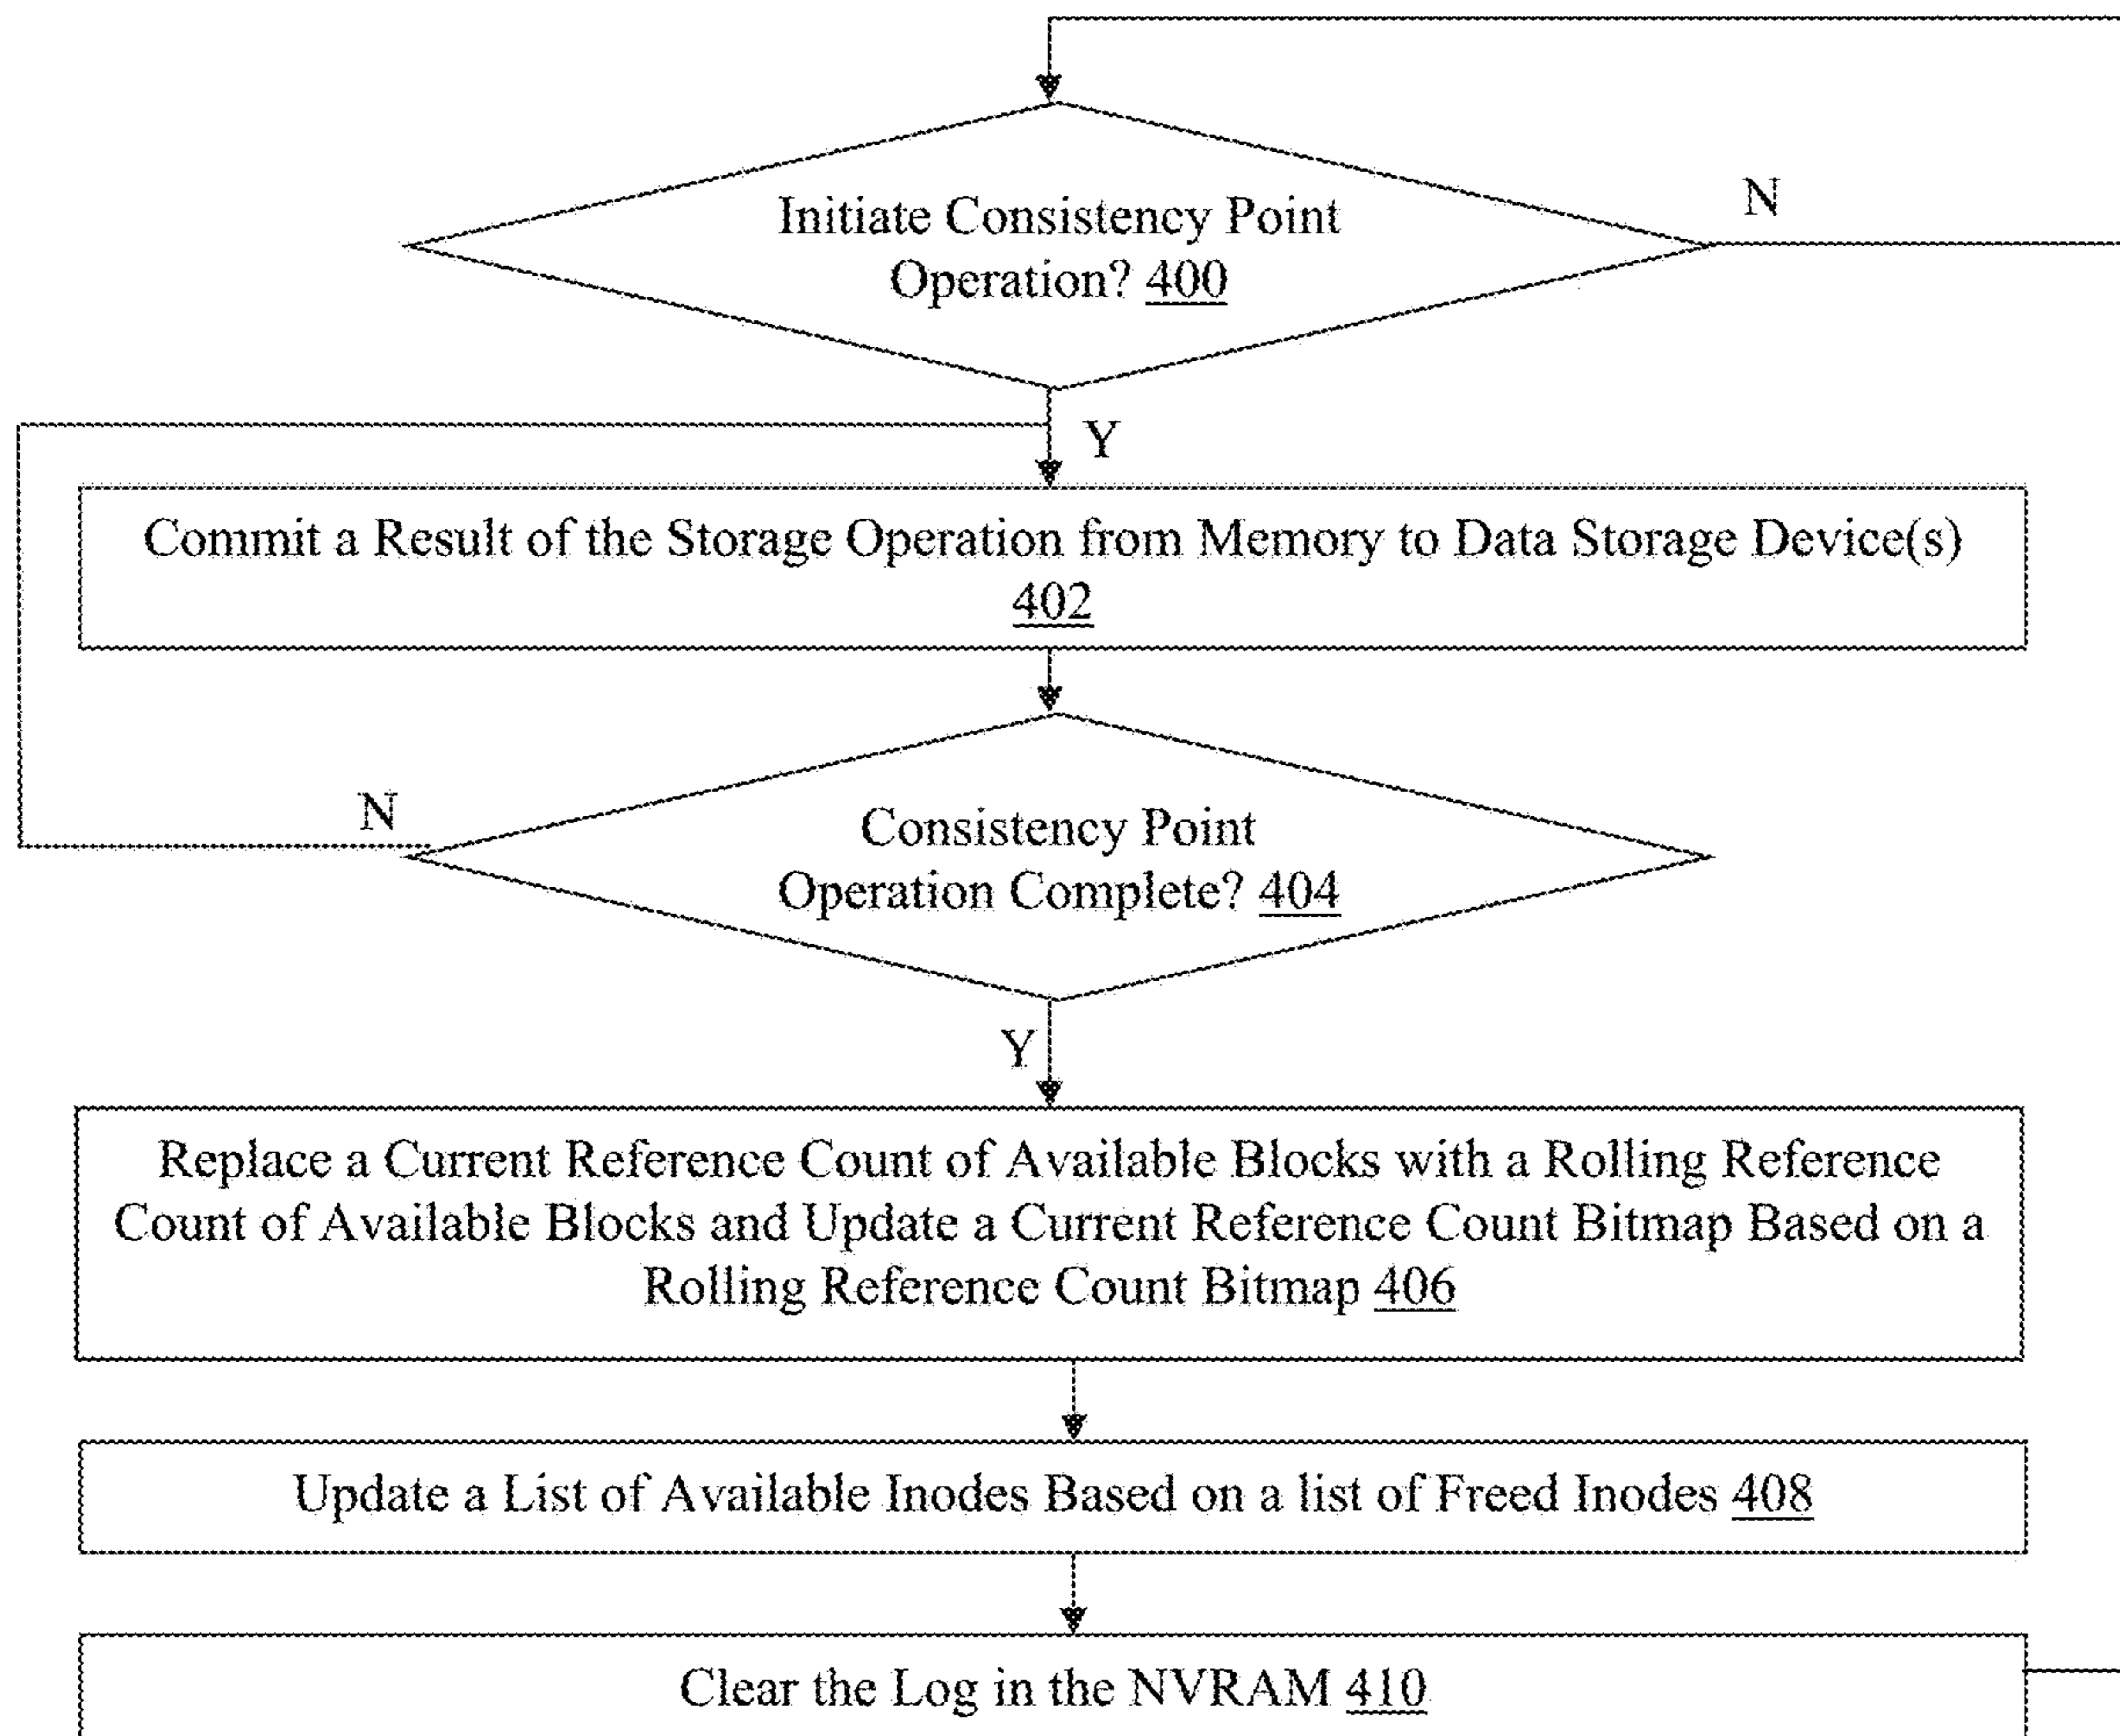 Initiate Consistency Point
Operation? 400
N
Y
Commit a Result of the Storage Operation from Memory to Data Storage Device(s)
402
N
Consistency Point
Operation Complete? 404
Y
Replace a Current Reference Count of Available Blocks with a Rolling Reference
Count of Available Blocks and Update a Current Reference Count Bitmap Based on a
Rolling Reference Count Bitmap 406
Update a List of Available Inodes Based on a list of Freed Inodes 408
Clear the Log in the NVRAM 410